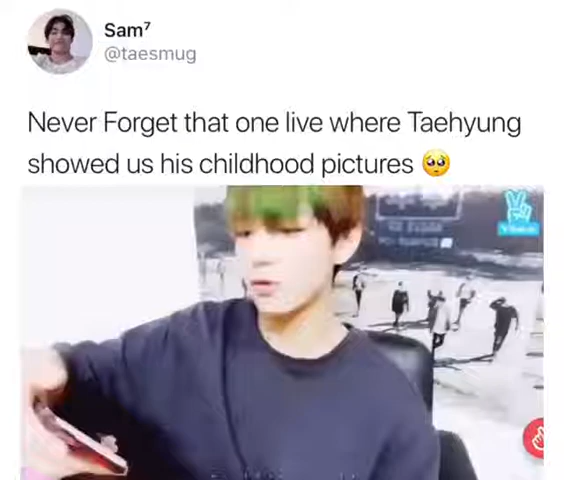 Sam⁷
@taesmug
Never Forget that one live where Taehyung
showed us his childhood pictures 🥺